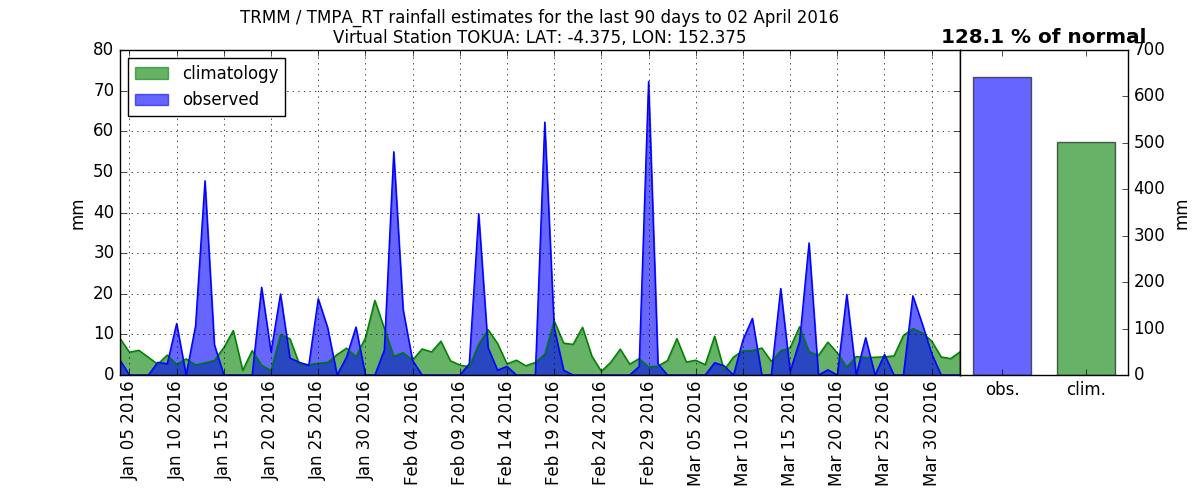 TRMM / TMPA_RT rainfall estimates for the last 90 days to 02 April 2016
Virtual Station TOKUA: LAT: -4.375, LON: 152.375
128.1 % of normal
climatology
observed
80
70
60
50
40
30
20
10
0
mm
700
600
500
400
300
200
100
0
mm
Jan 05 2016
Jan 10 2016
Jan 15 2016
Jan 20 2016
Jan 25 2016
Jan 30 2016
Feb 04 2016
Feb 09 2016
Feb 14 2016
Feb 19 2016
Feb 24 2016
Feb 29 2016
Mar 05 2016
Mar 10 2016
Mar 15 2016
Mar 20 2016
Mar 25 2016
Mar 30 2016
obs.
clim.